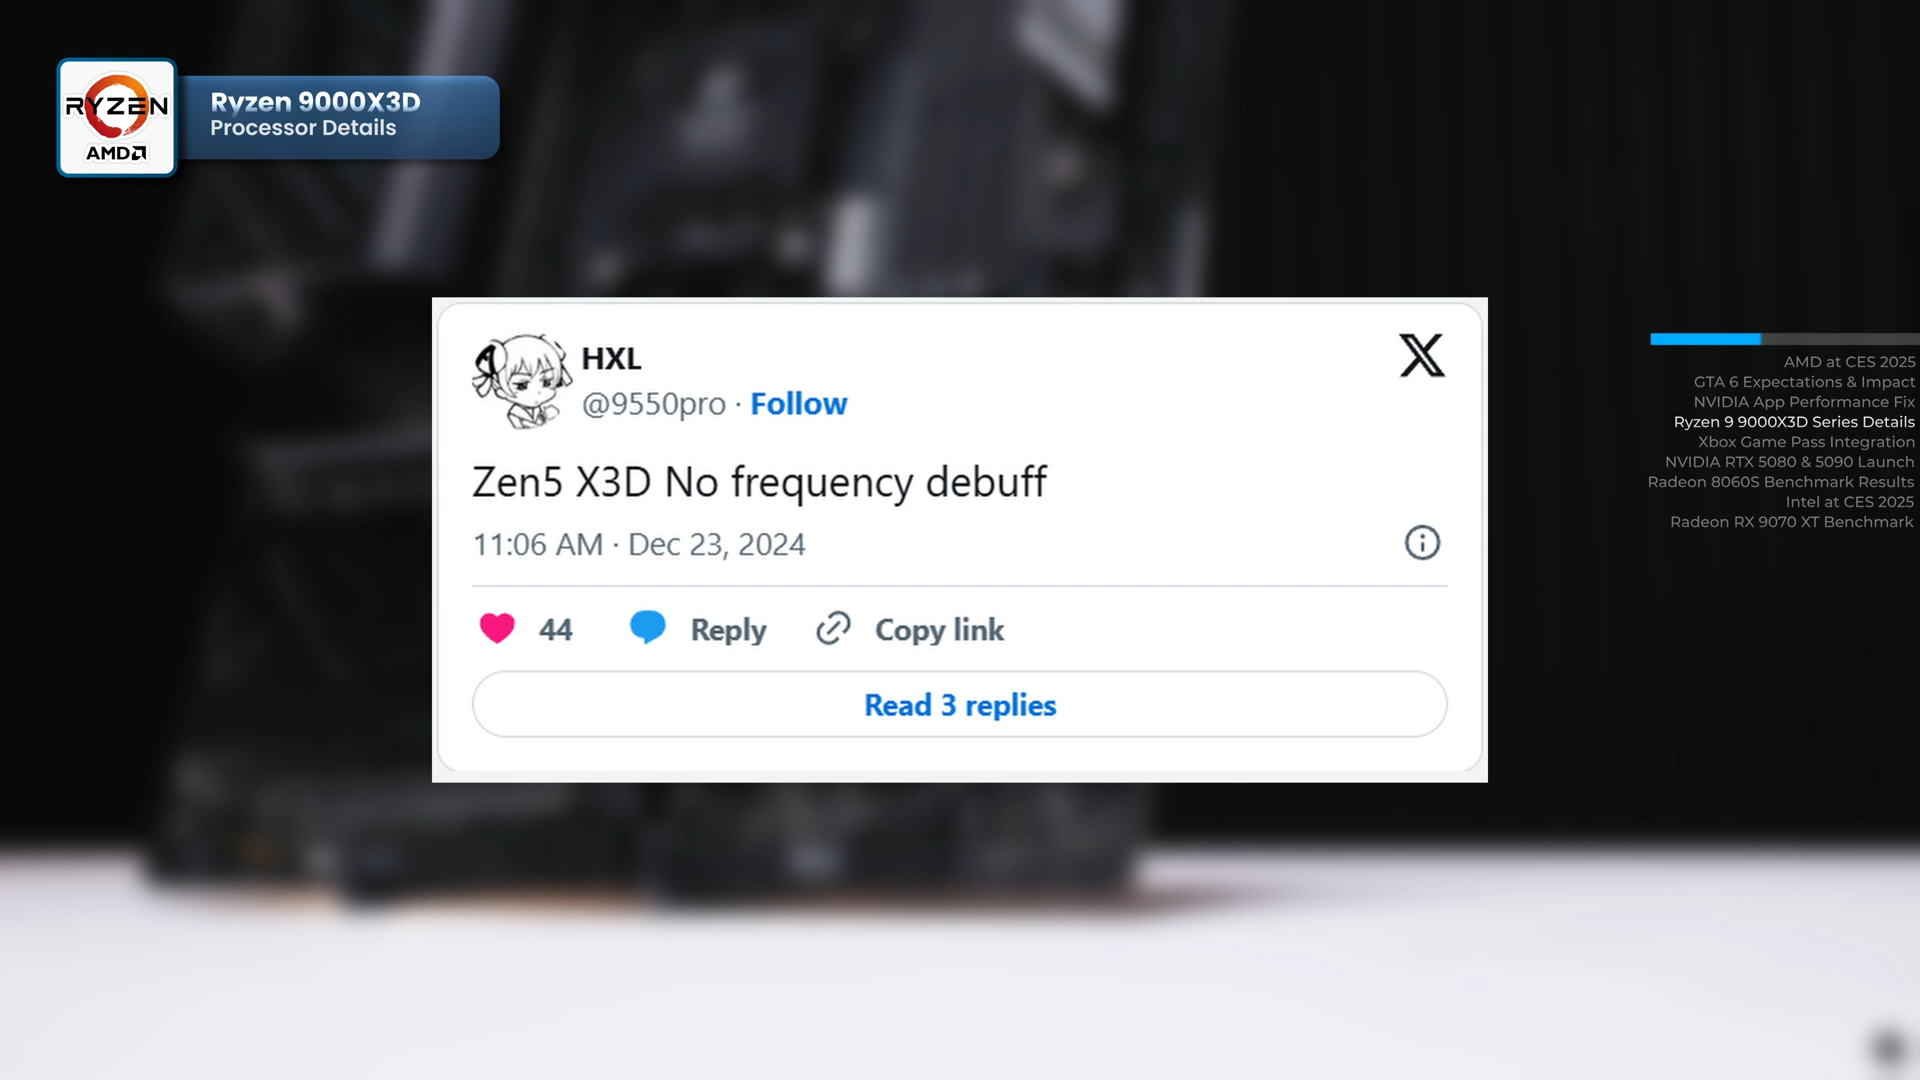 RYZEN
AMD
Ryzen 9000X3D
Processor Details
HXL
@9550pro · Follow
X
Zen5 X3D No frequency debuff
11:06 AM · Dec 23, 2024
44 Reply Copy link
Read 3 replies
AMD at CES 2025
GTA 6 Expectations & Impact
NVIDIA App Performance Fix
Ryzen 9 9000X3D Series Details
Xbox Game Pass Integration
NVIDIA RTX 5080 & 5090 Launch
Radeon 8060S Benchmark Results
Intel at CES 2025
Radeon RX 9070 XT Benchmark